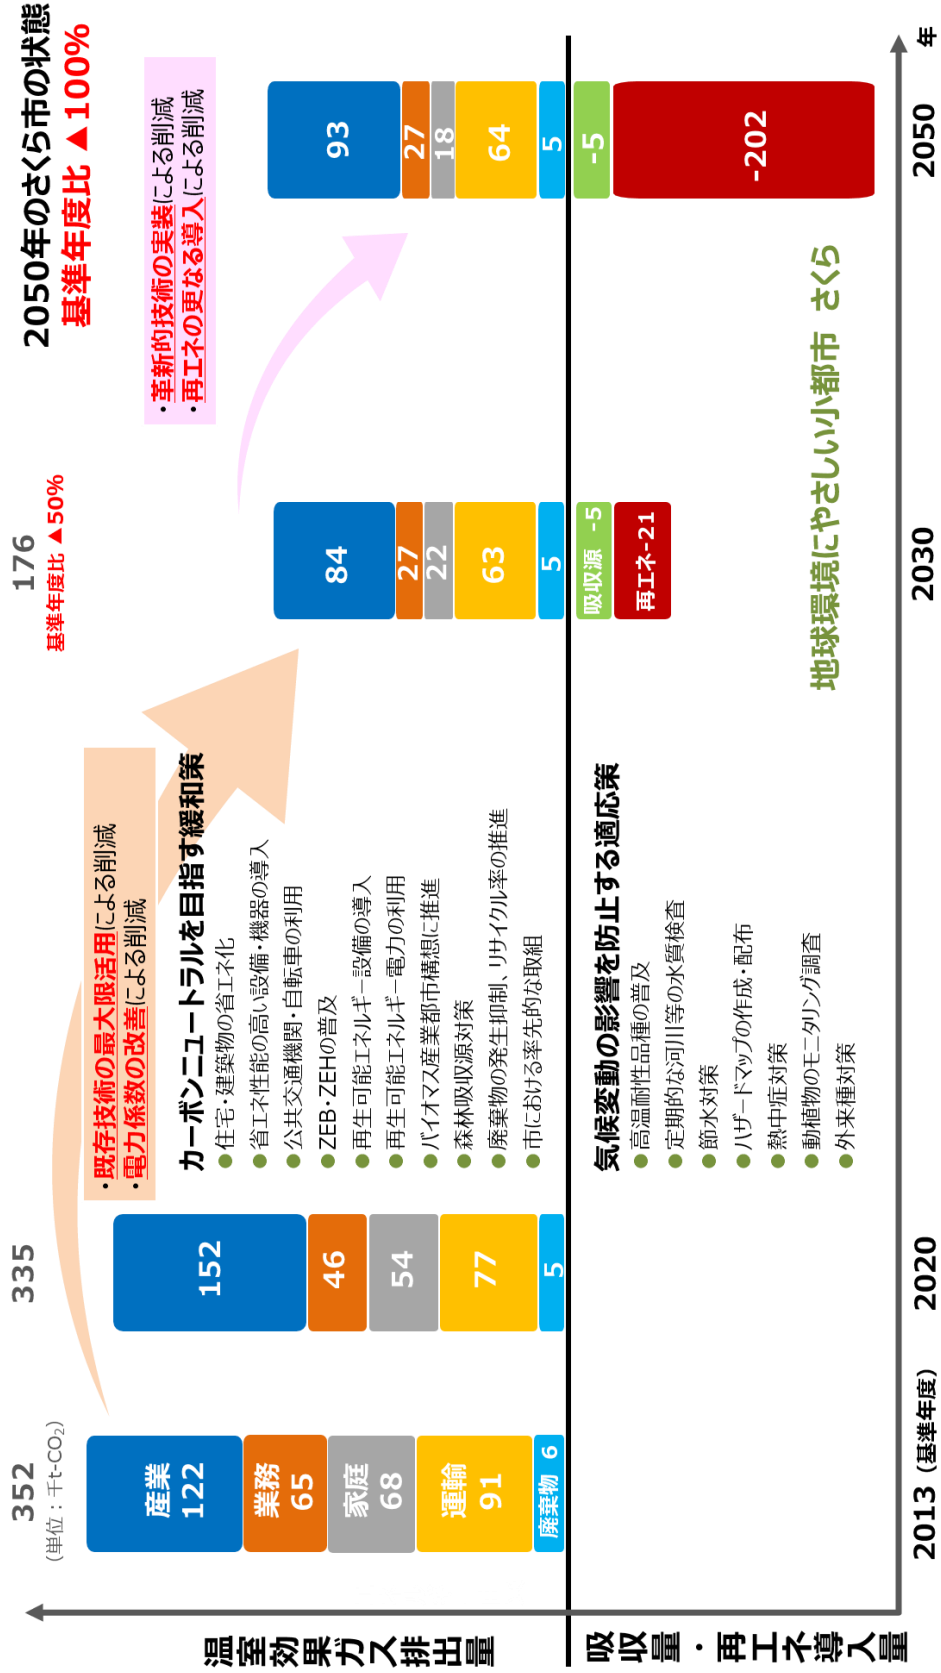 2050年のさくら市の状態
基準年度比 ▲100%
352
(単位：千t-CO₂)
335
176
基準年度比 ▲50%
・既存技術の最大限活用による削減
・電力係数の改善による削減
・革新的技術の実装による削減
・再エネの更なる導入による削減
温室効果ガス排出量
産業
122
業務
65
家庭
68
運輸
91
廃棄物 6
152
46
54
77
5
カーボンニュートラルを目指す緩和策
●住宅・建築物の省エネ化
●省エネ性能の高い設備・機器の導入
●公共交通機関・自転車の利用
●ZEB・ZEHの普及
●再生可能エネルギー設備の導入
●再生可能エネルギー電力の利用
●バイオマス産業都市構想に推進
●森林吸収源対策
●廃棄物の発生抑制、リサイクル率の推進
●市における率先的な取組
84
27
22
63
5
93
27
18
64
5
吸収量・再エネ導入量
気候変動の影響を防止する適応策
●高温耐性品種の普及
●定期的な河川等の水質検査
●節水対策
●ハザードマップの作成・配布
●熱中症対策
●動植物のモニタリング調査
●外来種対策
吸収源 -5
再エネ-21
-5
-202
地球環境にやさしい小都市 さくら
2013 (基準年度)
2020
2030
2050
年